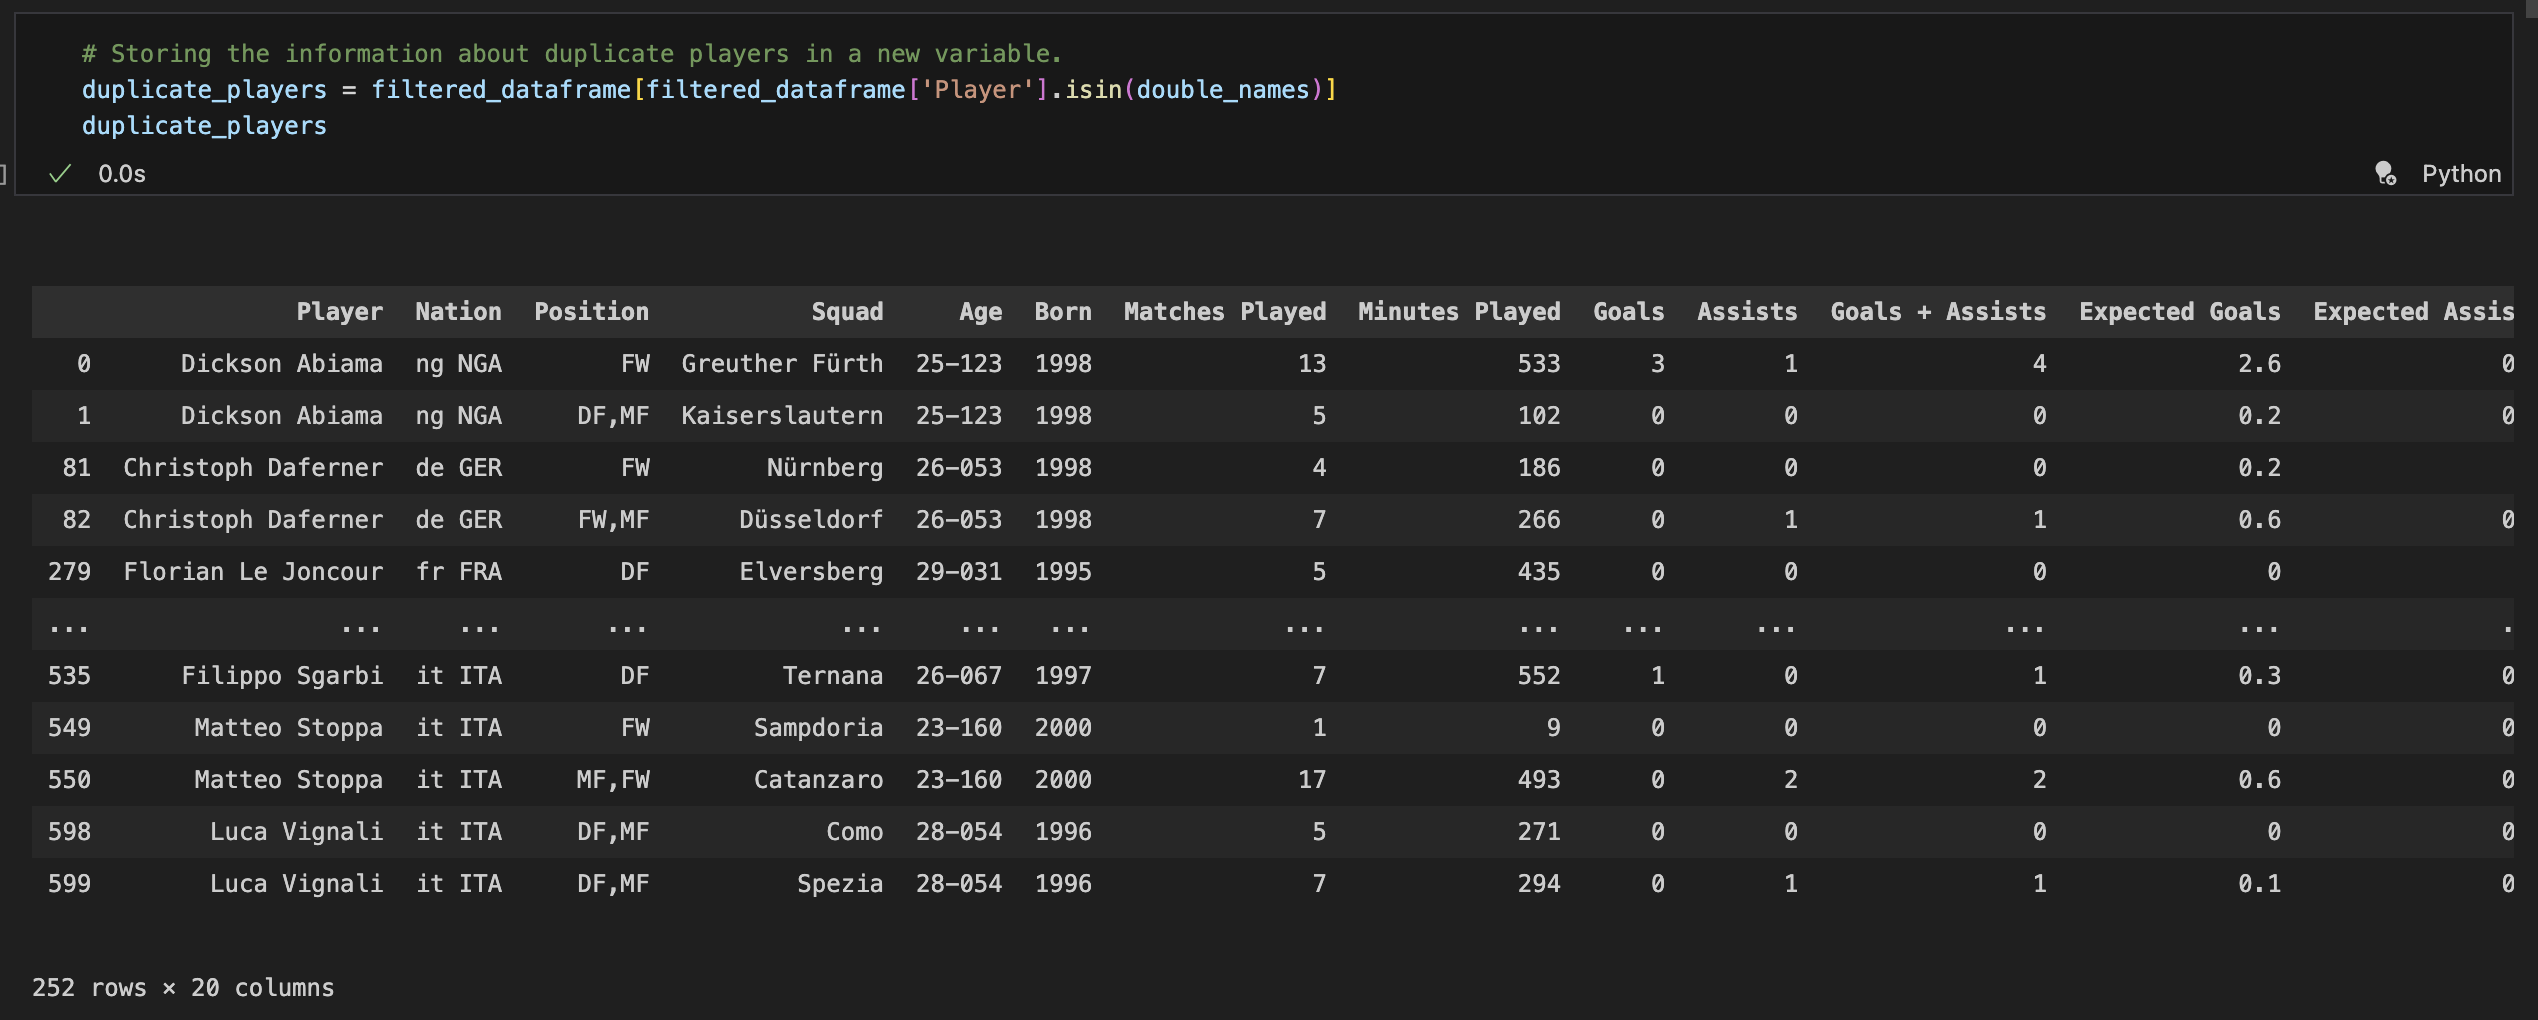 # Storing the information about duplicate players in a new variable.
duplicate_players = filtered_dataframe[filtered_dataframe['Player'].isin(double_names)]
duplicate_players
] 0.0s Python
Player Nation Position Squad Age Born Matches Played Minutes Played Goals Assists Goals + Assists Expected Goals Expected Assis
0 Dickson Abiama ng NGA FW Greuther Fürth 25-123 1998 13 533 3 1 4 2.6 0
1 Dickson Abiama ng NGA DF,MF Kaiserslautern 25-123 1998 5 102 0 0 0 0.2 0
81 Christoph Daferner de GER FW Nürnberg 26-053 1998 4 186 0 0 0 0.2
82 Christoph Daferner de GER FW,MF Düsseldorf 26-053 1998 7 266 0 1 1 0.6 0
279 Florian Le Joncour fr FRA DF Elversberg 29-031 1995 5 435 0 0 0 0
... ... ... ... ... ... ... ... ... ... ... ... ... .
535 Filippo Sgarbi it ITA DF Ternana 26-067 1997 7 552 1 0 1 0.3 0
549 Matteo Stoppa it ITA FW Sampdoria 23-160 2000 1 9 0 0 0 0 0
550 Matteo Stoppa it ITA MF,FW Catanzaro 23-160 2000 17 493 0 2 2 0.6 0
598 Luca Vignali it ITA DF,MF Como 28-054 1996 5 271 0 0 0 0 0
599 Luca Vignali it ITA DF,MF Spezia 28-054 1996 7 294 0 1 1 0.1 0
252 rows × 20 columns